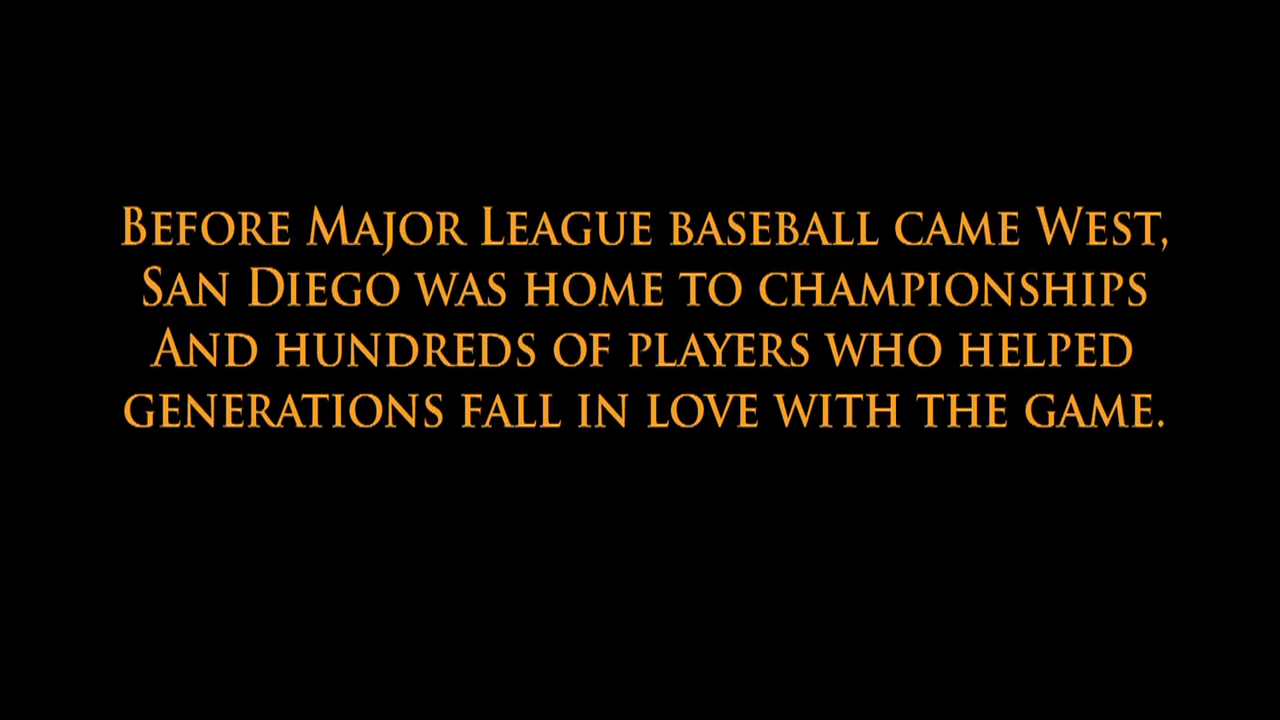 Before Major League baseball came West,
San Diego was home to championships
And hundreds of players who helped
generations fall in love with the game.